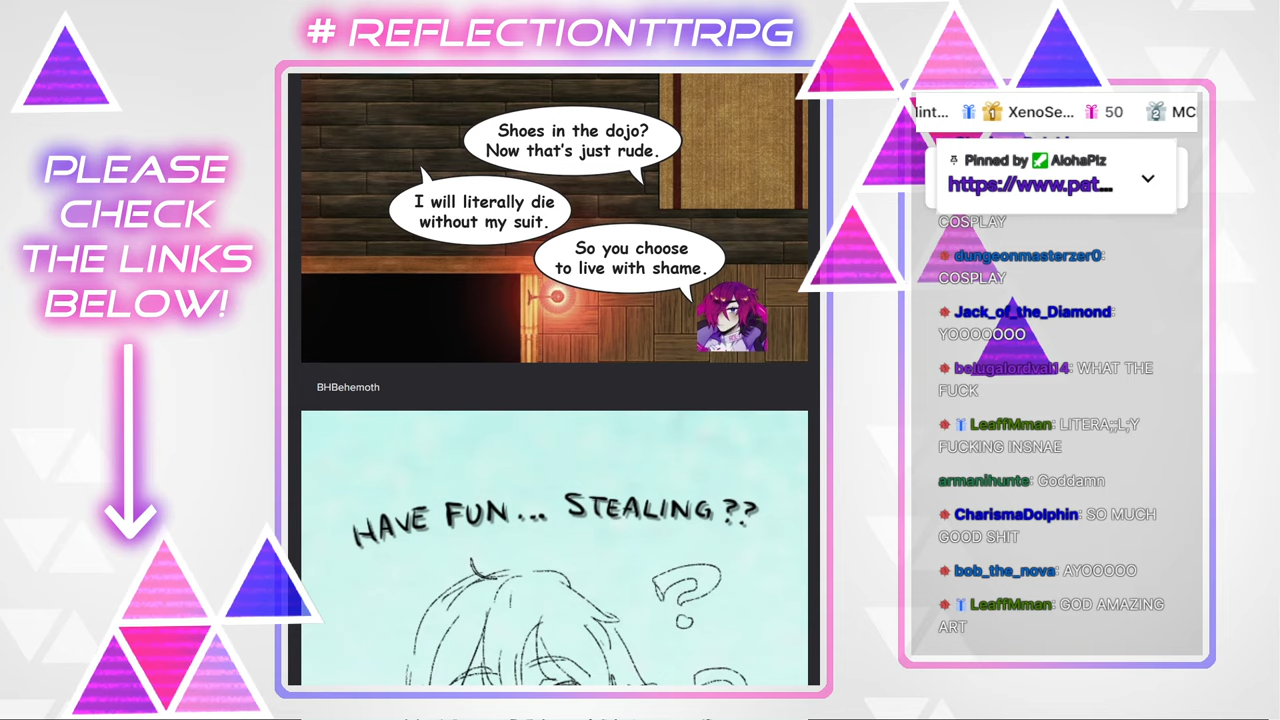 # REFLECTIONTTRPG
PLEASE
CHECK
THE LINKS
BELOW!
Shoes in the dojo?
Now that's just rude.
I will literally die
without my suit.
So you choose
to live with shame.
BHBehemoth
HAVE FUN... STEALING??
?
lint... 1 XenoSe... 50 2 MC
Pinned by AlohaPlz
https://www.pat...
COSPLAY
dungeonmasterzer0:
COSPLAY
Jack_of_the_Diamond:
YOOOOOOO
WHAT THE
FUCK
LeaffMman: LITERA;;L;Y
FUCKING INSNAE
armanihunte: Goddamn
CharismaDolphin: SO MUCH
GOOD SHIT
bob_the_nova: AYOOOOO
LeaffMman: GOD AMAZING
ART